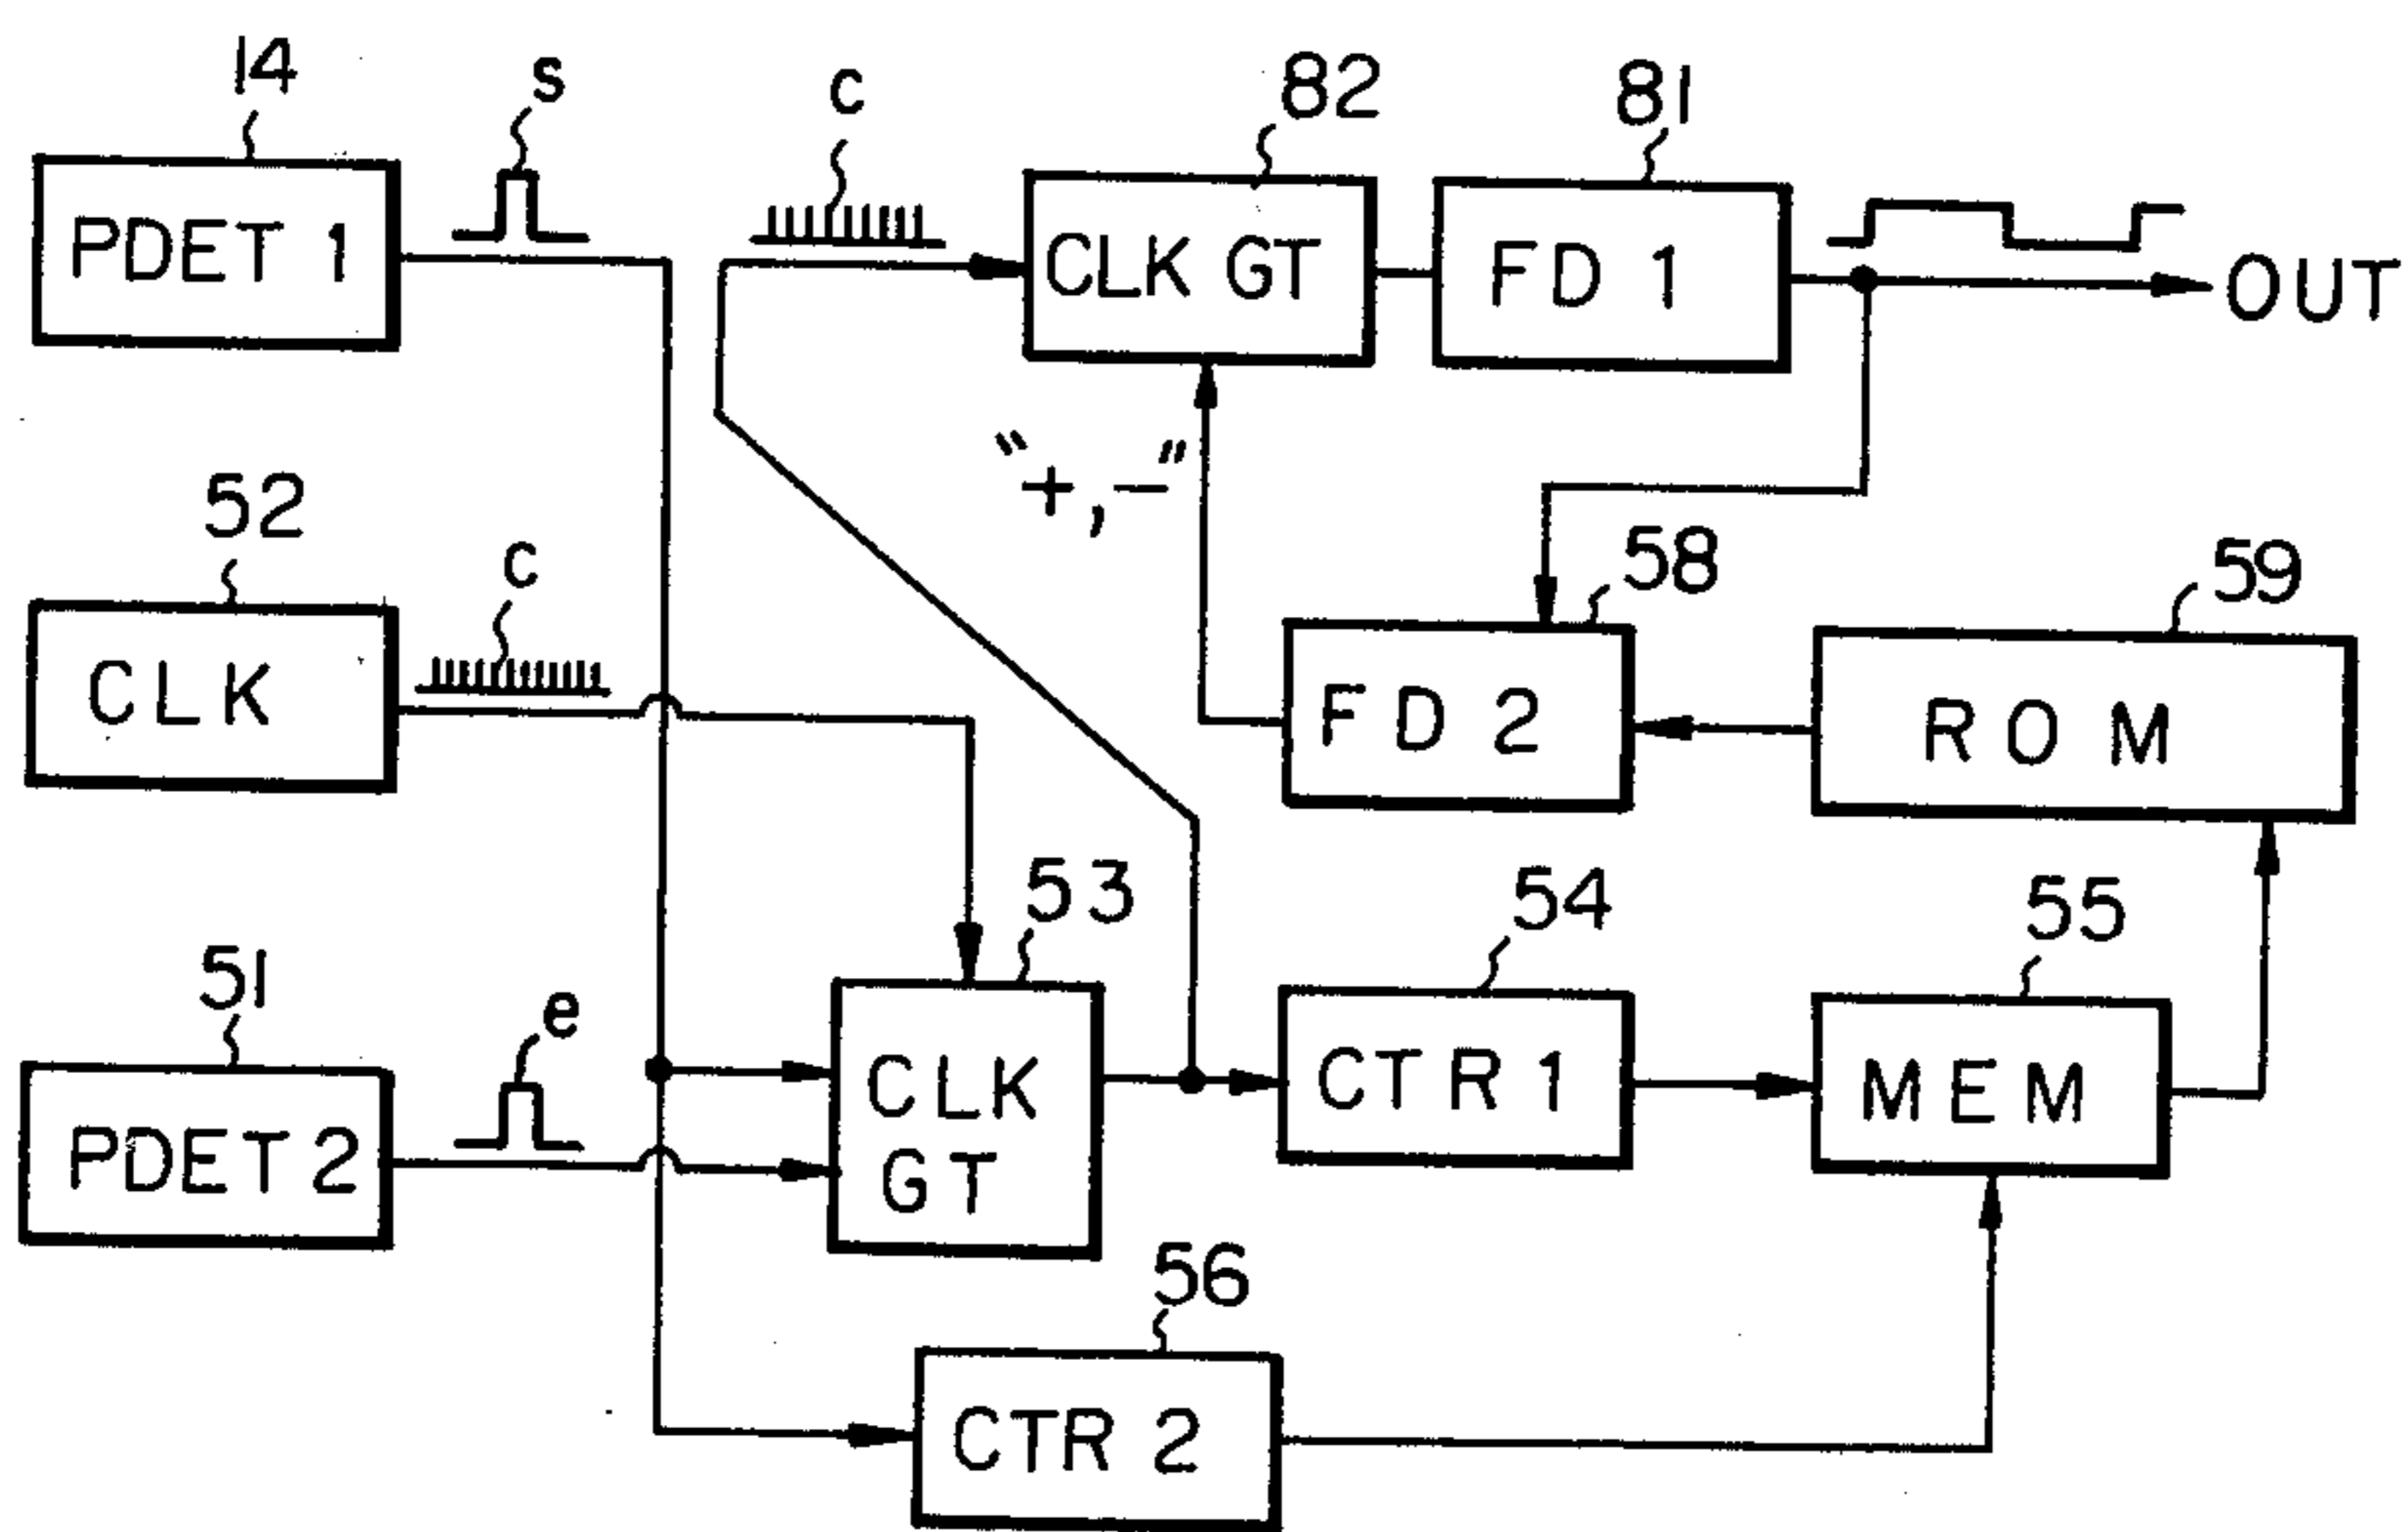 14
s
c
82
81
PDET 1
CLK GT
FD 1
OUT
"+,-"
52
c
58
59
CLK
FD 2
ROM
53
54
55
51
e
PDET 2
CLK
GT
CTR 1
MEM
56
CTR 2